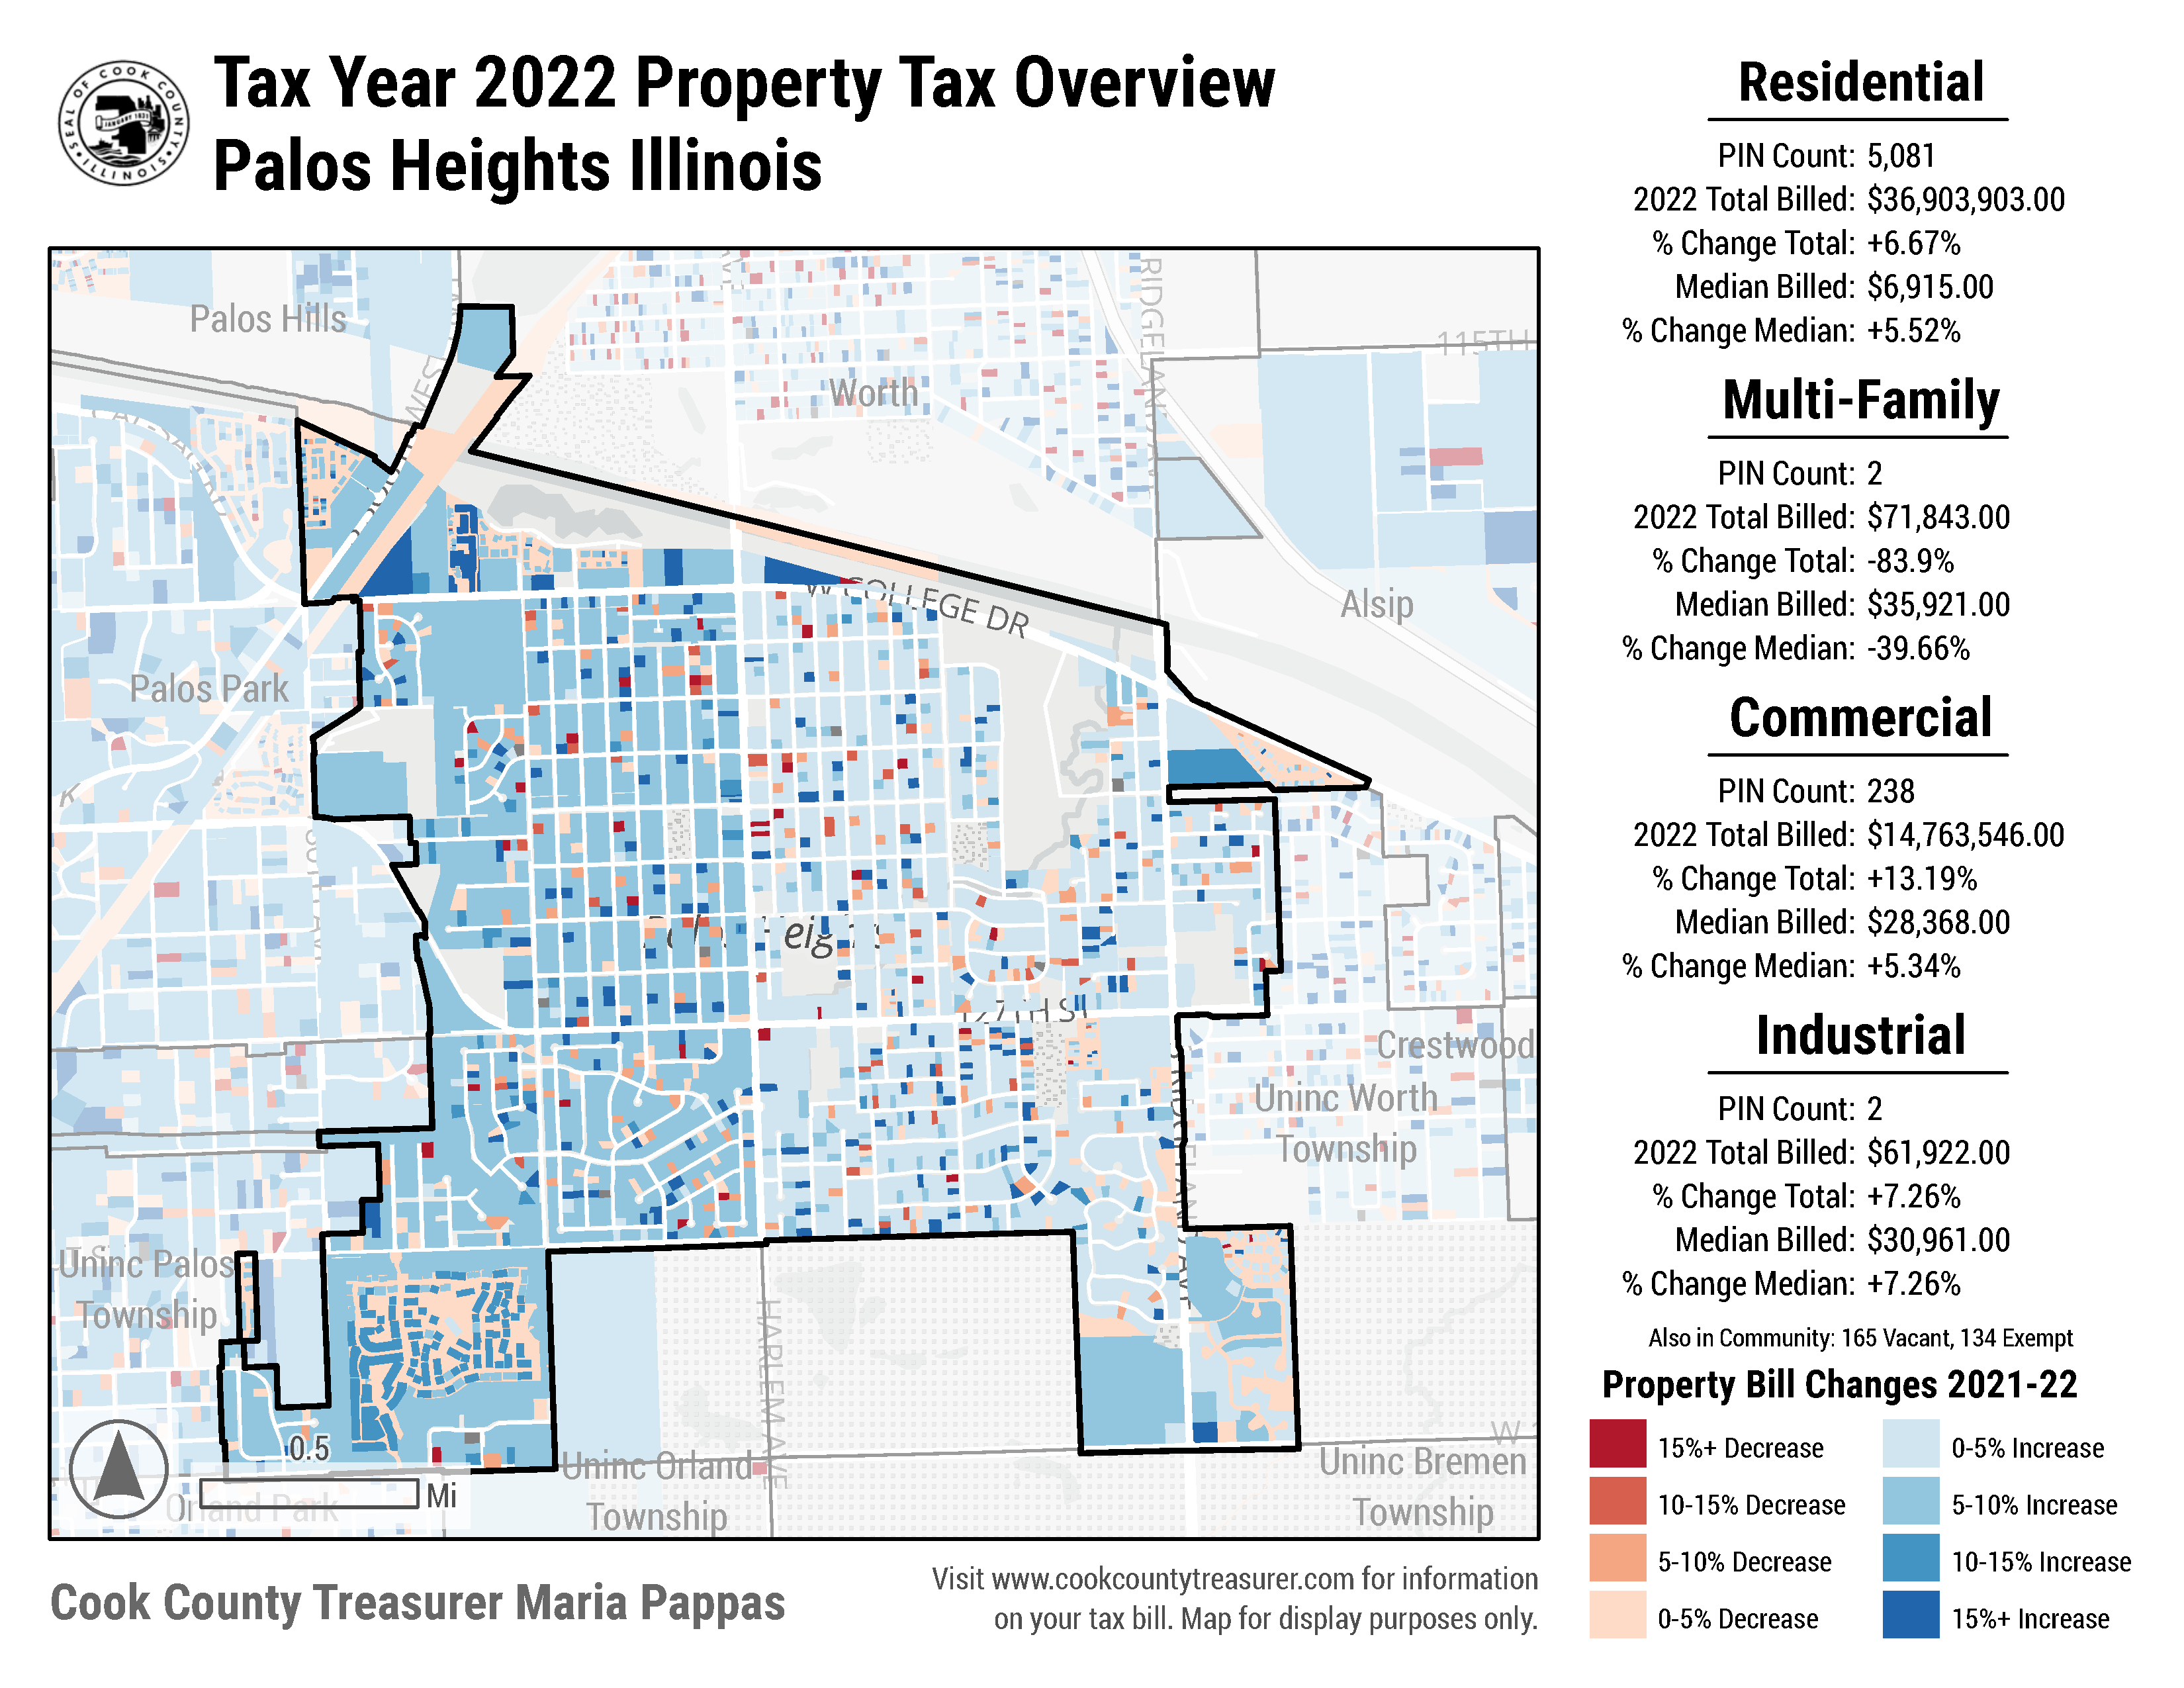 SEAL OF COOK COUNTY
ILLINOIS
JANUARY 1831
Tax Year 2022 Property Tax Overview
Palos Heights Illinois
Residential
PIN Count: 5,081
2022 Total Billed: $36,903,903.00
% Change Total: +6.67%
Median Billed: $6,915.00
% Change Median: +5.52%
Multi-Family
PIN Count: 2
2022 Total Billed: $71,843.00
% Change Total: -83.9%
Median Billed: $35,921.00
% Change Median: -39.66%
Commercial
PIN Count: 238
2022 Total Billed: $14,763,546.00
% Change Total: +13.19%
Median Billed: $28,368.00
% Change Median: +5.34%
Industrial
PIN Count: 2
2022 Total Billed: $61,922.00
% Change Total: +7.26%
Median Billed: $30,961.00
% Change Median: +7.26%
Also in Community: 165 Vacant, 134 Exempt
Property Bill Changes 2021-22
15%+ Decrease
10-15% Decrease
5-10% Decrease
0-5% Decrease
0-5% Increase
5-10% Increase
10-15% Increase
15%+ Increase
Palos Hills
Worth
115TH
Alsip
W COLLEGE DR
Palos Park
Palos Heights
127TH ST
Crestwood
Uninc Worth
Township
Uninc Palos
Township
HARLEM AVE
Uninc Orland
Township
Uninc Bremen
Township
W
Orland Park
0.5
Mi
Cook County Treasurer Maria Pappas
Visit www.cookcountytreasurer.com for information
on your tax bill. Map for display purposes only.